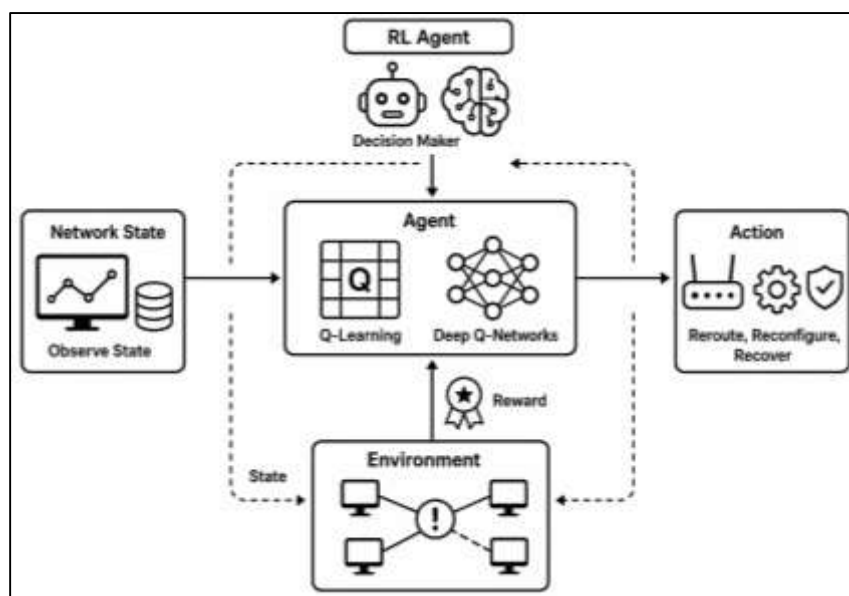 RL Agent
Decision Maker
Agent
Network State
Action
Q
Q-Learning
Deep Q-Networks
Observe State
Reroute, Reconfigure,
Recover
Reward
Environment
State
!